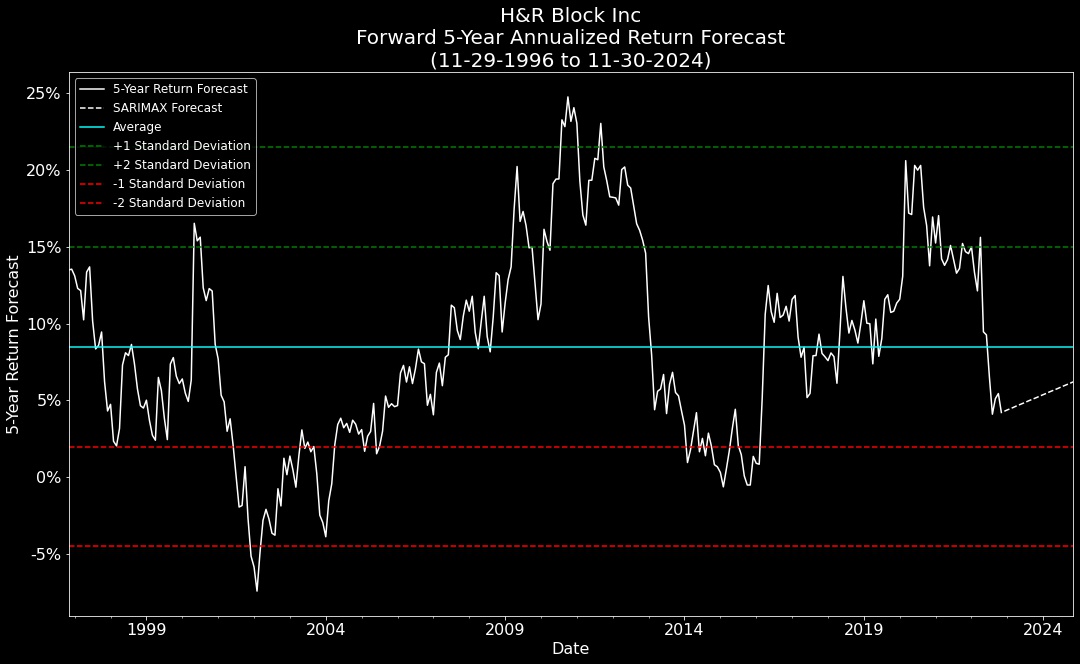 H&R Block Inc
Forward 5-Year Annualized Return Forecast
(11-29-1996 to 11-30-2024)
5-Year Return Forecast
SARIMAX Forecast
Average
+1 Standard Deviation
+2 Standard Deviation
-1 Standard Deviation
-2 Standard Deviation
25%
20%
15%
10%
5%
0%
-5%
5-Year Return Forecast
1999
2004
2009
2014
2019
2024
Date